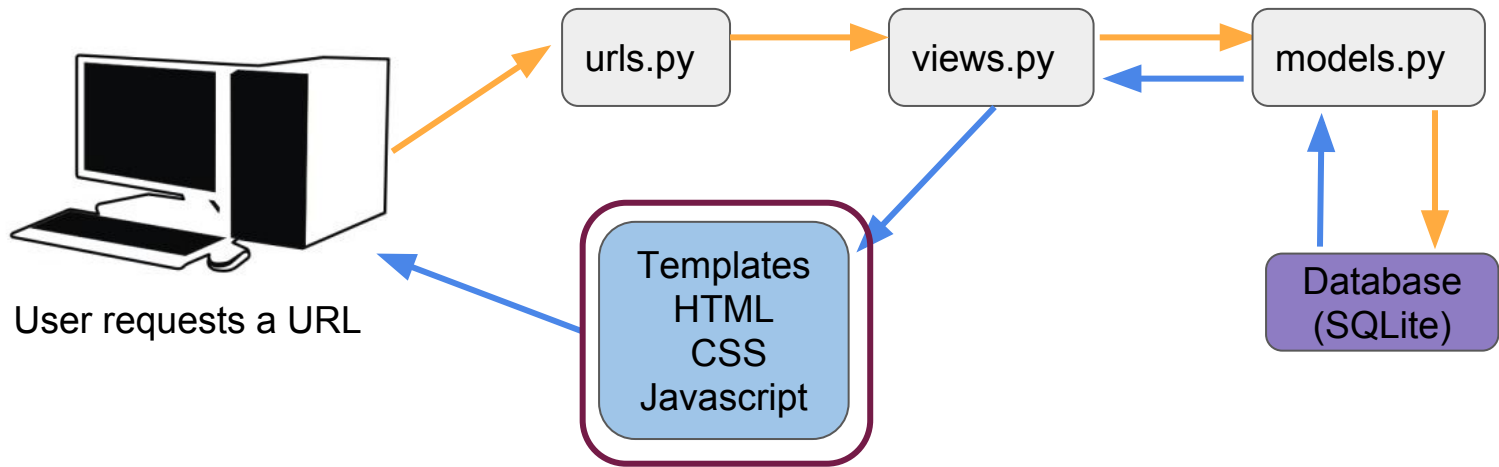 urls.py
views.py
models.py
User requests a URL
Templates
HTML
CSS
Javascript
Database
(SQLite)